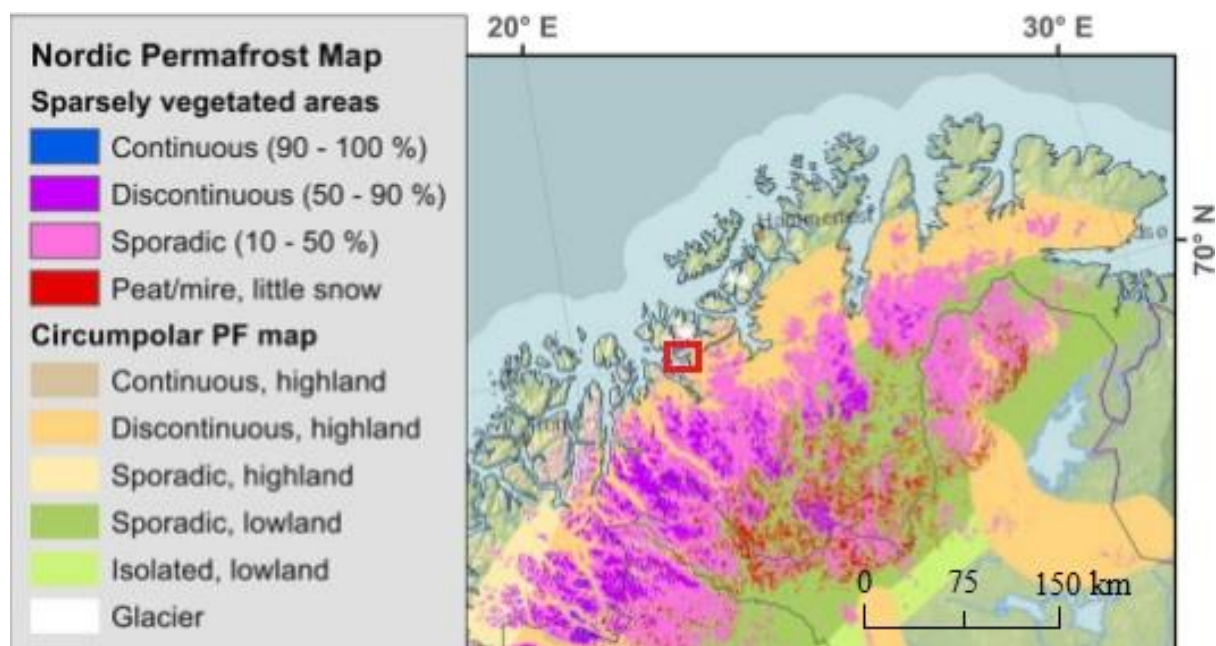 20° E
30° E
Nordic Permafrost Map
Sparsely vegetated areas
Continuous (90 - 100 %)
Discontinuous (50 - 90 %)
Sporadic (10 - 50 %)
Peat/mire, little snow
Circumpolar PF map
Continuous, highland
Discontinuous, highland
Sporadic, highland
Sporadic, lowland
Isolated, lowland
Glacier
Hammerfest
70° N
0 75 150 km